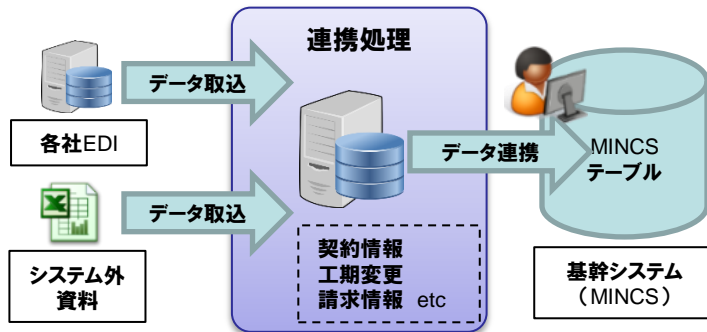 連携処理
データ取込
各社EDI
データ取込
システム外
資料
契約情報
工期変更
請求情報 etc
データ連携
MINCS
テーブル
基幹システム
（MINCS）